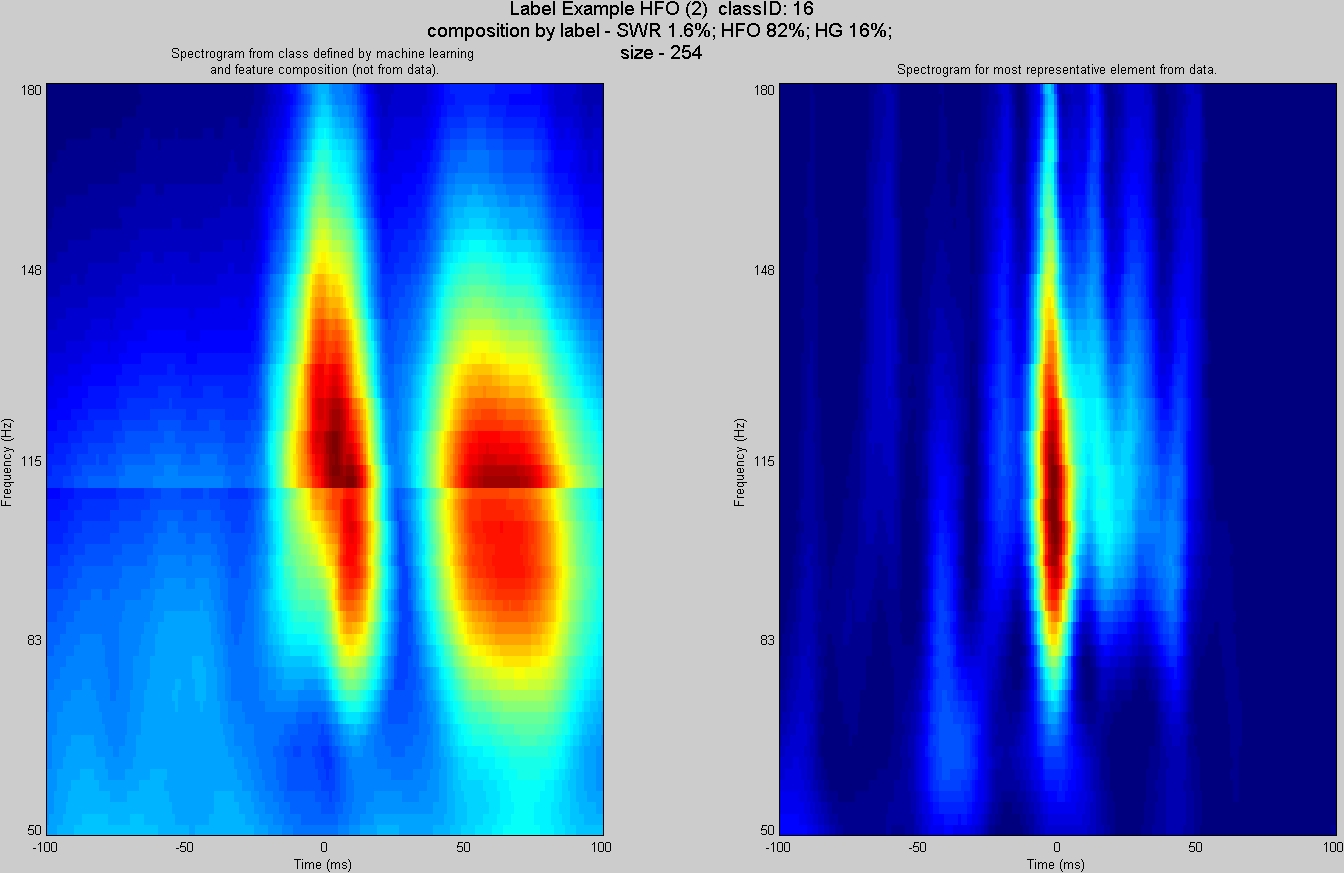 Label Example HFO (2)  classID: 16
composition by label - SWR 1.6%; HFO 82%; HG 16%;
size - 254
Spectrogram from class defined by machine learning
and feature composition (not from data).
180
148
115
83
50
Frequency (Hz)
-100
-50
0
50
100
Time (ms)
Spectrogram for most representative element from data.
180
148
115
83
50
Frequency (Hz)
-100
-50
0
50
100
Time (ms)